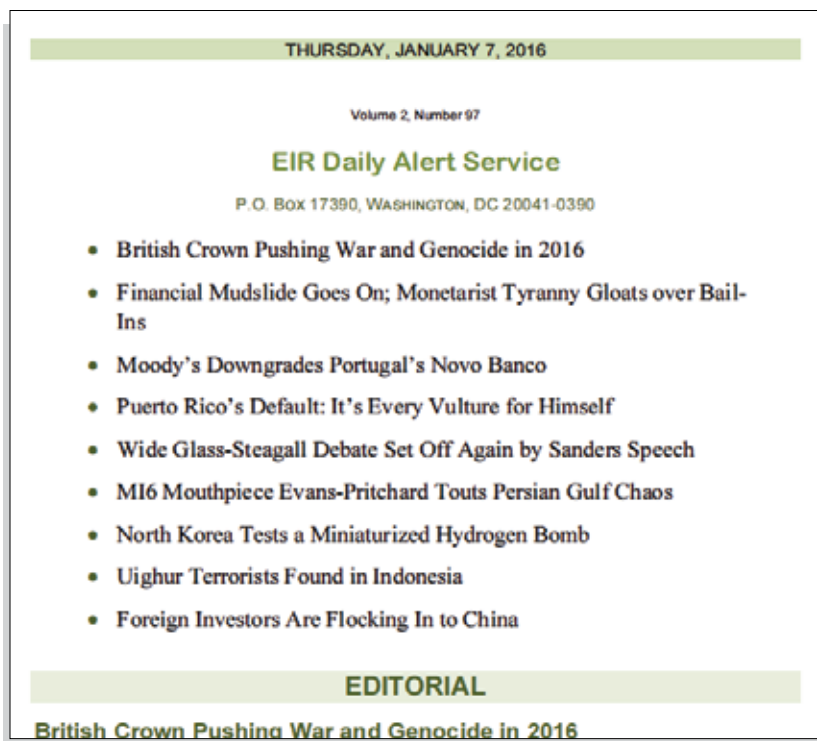 THURSDAY, JANUARY 7, 2016
Volume 2, Number 97
EIR Daily Alert Service
P.O. Box 17390, Washington, DC 20041-0390
• British Crown Pushing War and Genocide in 2016
• Financial Mudslide Goes On; Monetarist Tyranny Gloats over Bail-
Ins
• Moody's Downgrades Portugal's Novo Banco
• Puerto Rico's Default: It's Every Vulture for Himself
• Wide Glass-Steagall Debate Set Off Again by Sanders Speech
• MI6 Mouthpiece Evans-Pritchard Touts Persian Gulf Chaos
• North Korea Tests a Miniaturized Hydrogen Bomb
• Uighur Terrorists Found in Indonesia
• Foreign Investors Are Flocking In to China
EDITORIAL
British Crown Pushing War and Genocide in 2016